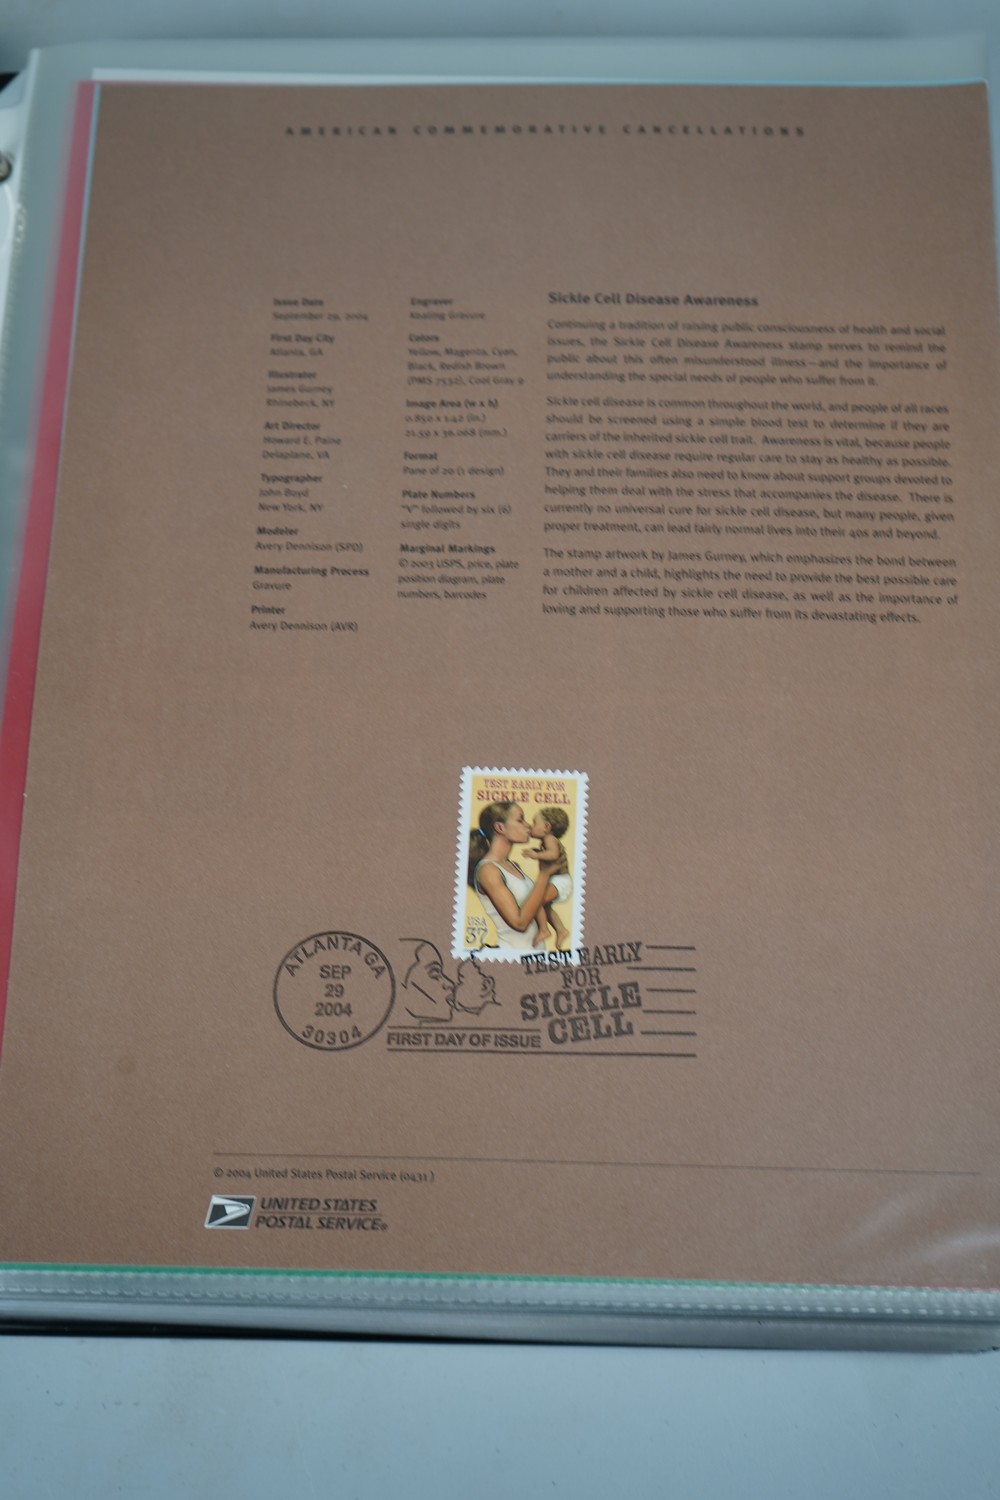 AMERICAN COMMEMORATIVE CANCELLATIONS
Issue Date
September 29, 2004
First Day City
Atlanta, GA
Illustrator
James Gurney
Rhinebeck, NY
Art Director
Howard E. Paine
Delaplane, VA
Typographer
John Boyd
New York, NY
Modeler
Avery Dennison (SPD)
Manufacturing Process
Gravure
Printer
Avery Dennison (AVR)
Engraver
Keating Gravure
Colors
Yellow, Magenta, Cyan,
Black, Redish Brown
(PMS 7532), Cool Gray 9
Image Area (w x h)
0.850 x 1.42 (in.)
21.59 x 36.068 (mm.)
Format
Pane of 20 (1 design)
Plate Numbers
"V" followed by six (6)
single digits
Marginal Markings
© 2003 USPS, price, plate
position diagram, plate
numbers, barcodes
Sickle Cell Disease Awareness
Continuing a tradition of raising public consciousness of health and social
issues, the Sickle Cell Disease Awareness stamp serves to remind the
public about this often misunderstood illness—and the importance of
understanding the special needs of people who suffer from it.
Sickle cell disease is common throughout the world, and people of all races
should be screened using a simple blood test to determine if they are
carriers of the inherited sickle cell trait. Awareness is vital, because people
with sickle cell disease require regular care to stay as healthy as possible.
They and their families also need to know about support groups devoted to
helping them deal with the stress that accompanies the disease. There is
currently no universal cure for sickle cell disease, but many people, given
proper treatment, can lead fairly normal lives into their 40s and beyond.
The stamp artwork by James Gurney, which emphasizes the bond between
a mother and a child, highlights the need to provide the best possible care
for children affected by sickle cell disease, as well as the importance of
loving and supporting those who suffer from its devastating effects.
TEST EARLY FOR
SICKLE CELL
USA
37
ATLANTA GA
SEP
29
2004
30304
FIRST DAY OF ISSUE
TEST EARLY
FOR
SICKLE
CELL
© 2004 United States Postal Service (0431)
UNITED STATES
POSTAL SERVICE®